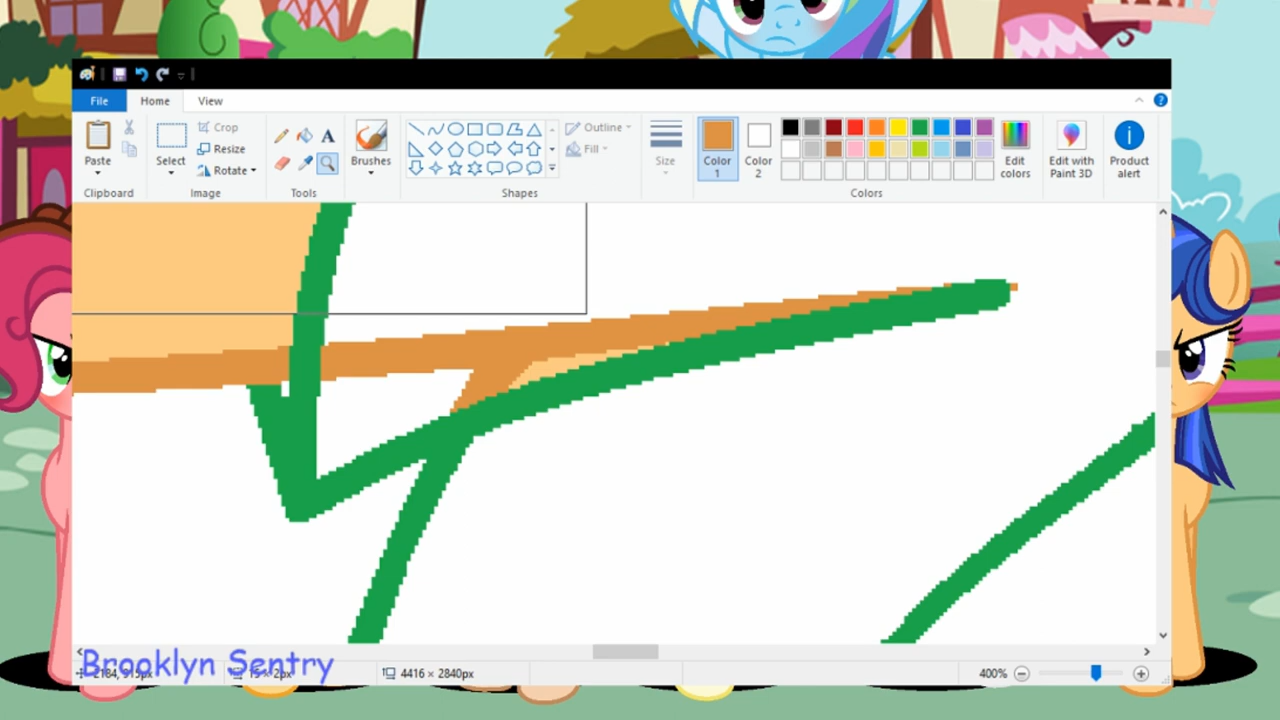 File Home View
Paste
Clipboard
Select
Crop
Resize
Rotate
Image
A
Tools
Brushes
Outline
Fill
Shapes
Size
Color 1
Color 2
Edit colors
Colors
Edit with Paint 3D
Product alert
Brooklyn Sentry
4416 × 2840px
400%